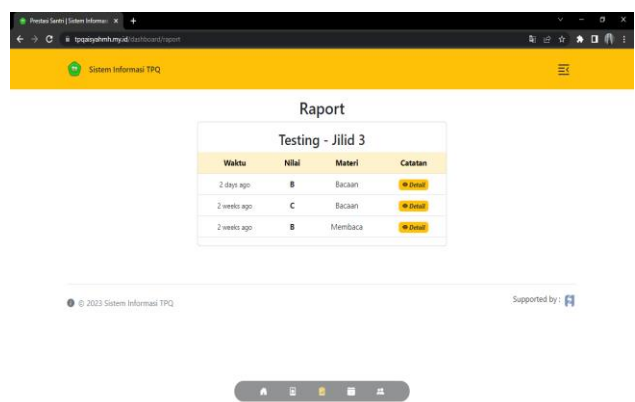 Prestasi Santri | Sistem Informasi
tpqaisyahmh.my.id/dashboard/raport
Sistem Informasi TPQ
Raport
Testing - Jilid 3
Waktu Nilai Materi Catatan
2 days ago B Bacaan Detail
2 weeks ago C Bacaan Detail
2 weeks ago B Membaca Detail
© 2023 Sistem Informasi TPQ
Supported by :